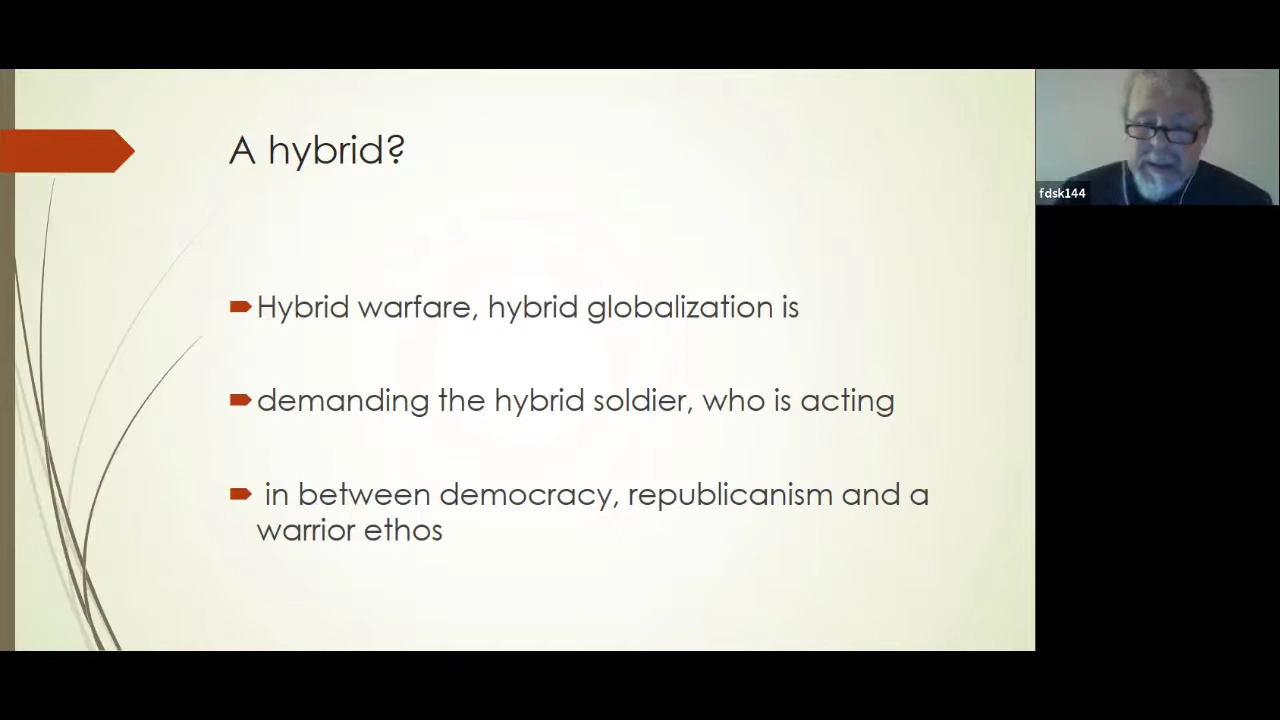 A hybrid?
Hybrid warfare, hybrid globalization is
demanding the hybrid soldier, who is acting
in between democracy, republicanism and a
warrior ethos
fdsk144